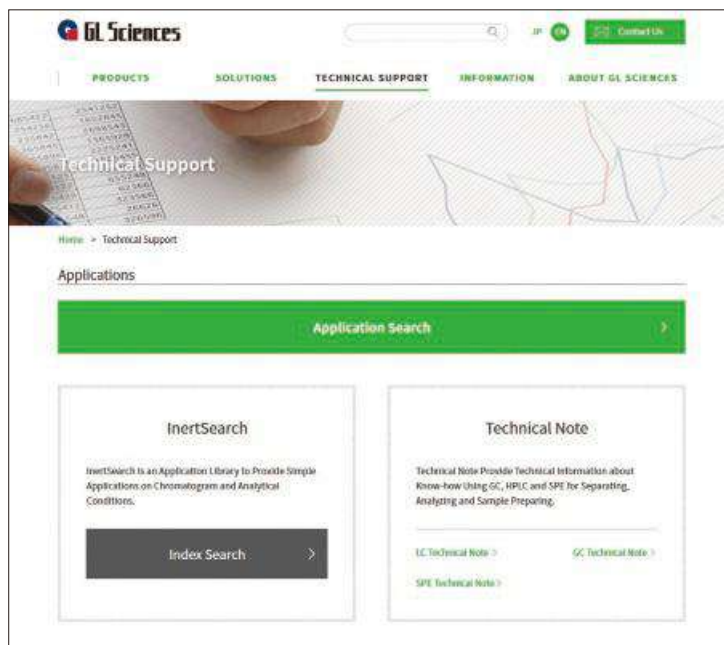 GL Sciences
JP EN Contact Us
PRODUCTS SOLUTIONS TECHNICAL SUPPORT INFORMATION ABOUT GL SCIENCES
Technical Support
Home > Technical Support
Applications
Application Search
InertSearch
InertSearch is an Application Library to Provide Simple
Applications on Chromatogram and Analytical
Conditions.
Index Search
Technical Note
Technical Note Provide Technical Information about
Know-how Using GC, HPLC and SPE for Separating,
Analyzing and Sample Preparing.
LC Technical Note GC Technical Note
SPE Technical Note